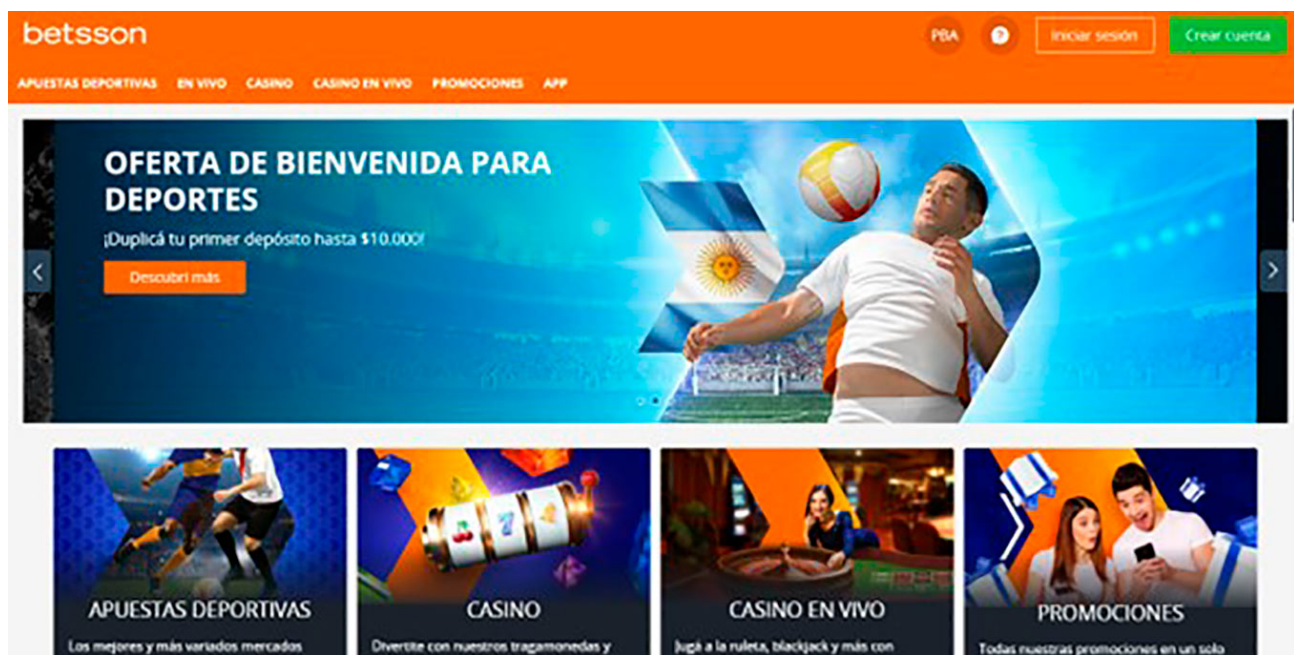 betsson
PBA
?
Iniciar sesión
Crear cuenta
APUESTAS DEPORTIVAS EN VIVO CASINO CASINO EN VIVO PROMOCIONES APP
OFERTA DE BIENVENIDA PARA
DEPORTES
¡Duplicá tu primer depósito hasta $10.000!
Descubrí más
APUESTAS DEPORTIVAS
Los mejores y más variados mercados
CASINO
Divertite con nuestros tragamonedas y
CASINO EN VIVO
Jugá a la ruleta, blackjack y más con
PROMOCIONES
Todas nuestras promociones en un solo